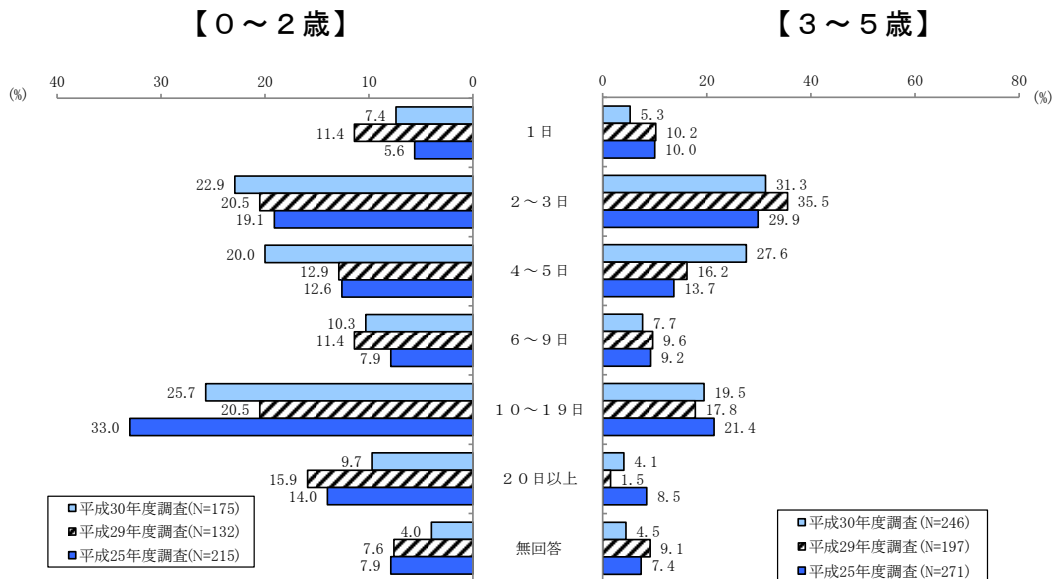 【０～２歳】
【３～５歳】
40 30 20 10 0
(%)
0 20 40 60 80
(%)
7.4 1日 5.3
11.4 10.2
5.6 10.0
22.9 2～3日 31.3
20.5 35.5
19.1 29.9
20.0 4～5日 27.6
12.9 16.2
12.6 13.7
10.3 6～9日 7.7
11.4 9.6
7.9 9.2
25.7 10～19日 19.5
20.5 17.8
33.0 21.4
9.7 20日以上 4.1
15.9 1.5
14.0 8.5
4.0 無回答 4.5
7.6 9.1
7.9 7.4
平成30年度調査(N=175)
平成29年度調査(N=132)
平成25年度調査(N=215)
平成30年度調査(N=246)
平成29年度調査(N=197)
平成25年度調査(N=271)